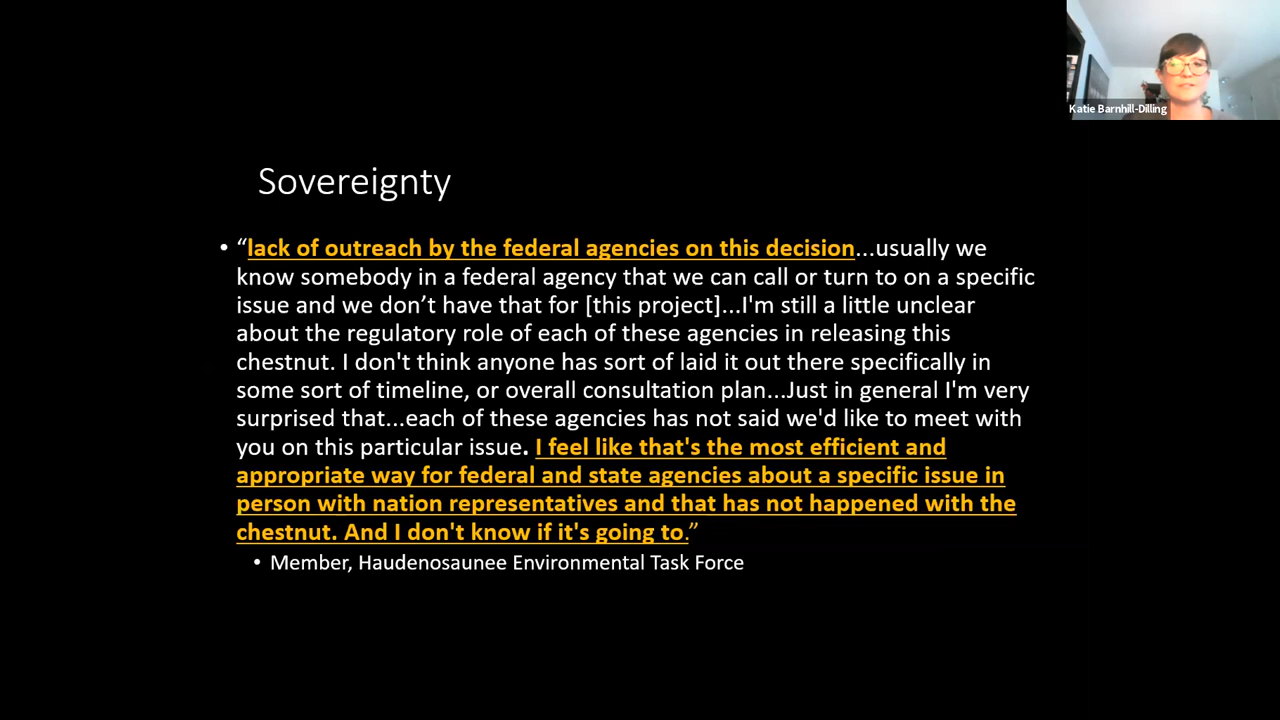 Katie Barnhill-Dilling
Sovereignty
• “lack of outreach by the federal agencies on this decision...usually we
know somebody in a federal agency that we can call or turn to on a specific
issue and we don’t have that for [this project]...I'm still a little unclear
about the regulatory role of each of these agencies in releasing this
chestnut. I don't think anyone has sort of laid it out there specifically in
some sort of timeline, or overall consultation plan...Just in general I'm very
surprised that...each of these agencies has not said we'd like to meet with
you on this particular issue. I feel like that's the most efficient and
appropriate way for federal and state agencies about a specific issue in
person with nation representatives and that has not happened with the
chestnut. And I don't know if it's going to.”
• Member, Haudenosaunee Environmental Task Force